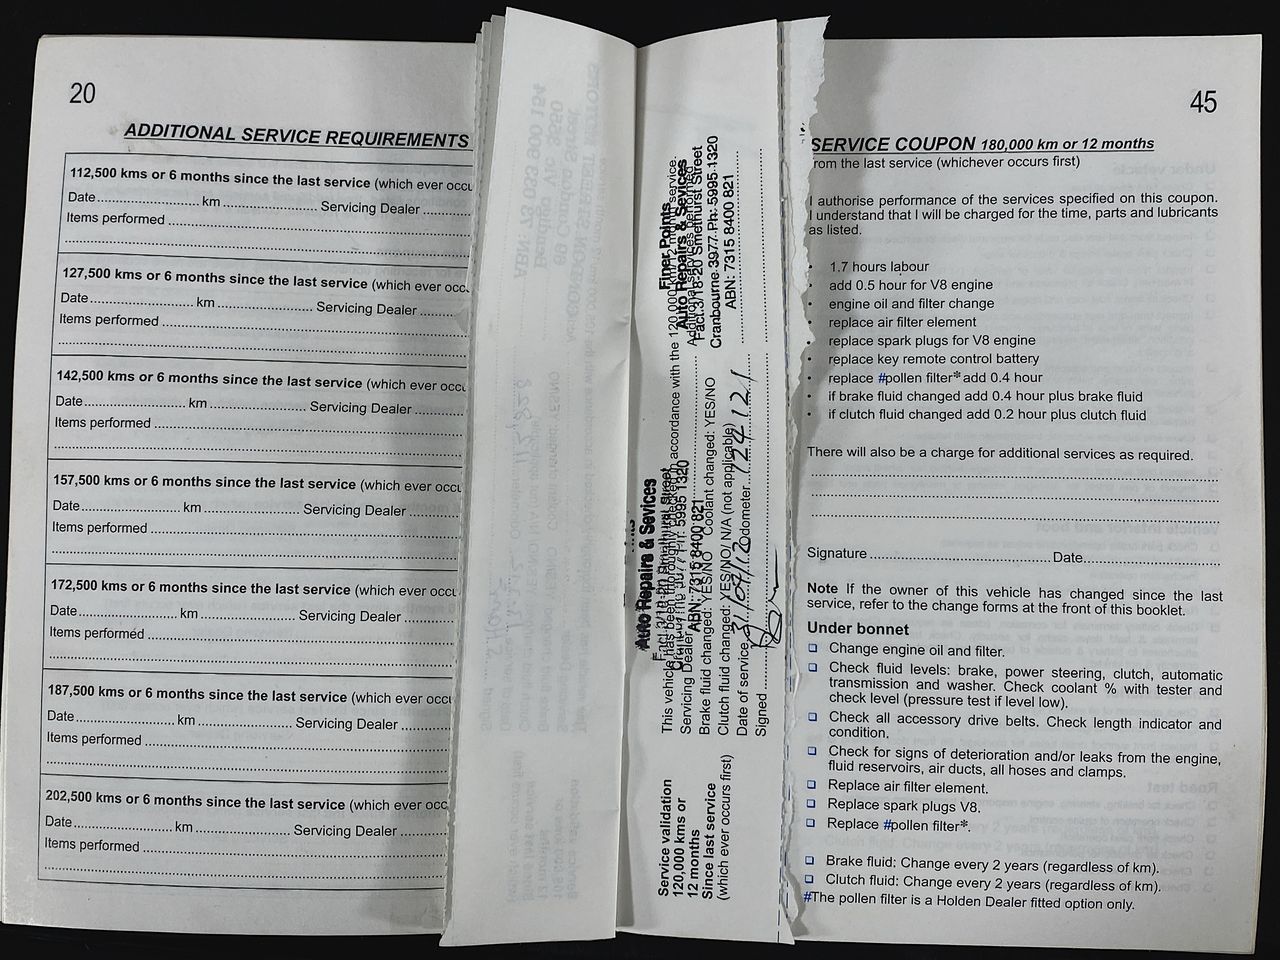 20
ADDITIONAL SERVICE REQUIREMENTS
112,500 kms or 6 months since the last service (which ever occu
Date.......................... km ............................... Servicing Dealer ............
Items performed ....................................................................
127,500 kms or 6 months since the last service (which ever occ
Date.......................... km ............................... Servicing Dealer ............
Items performed ....................................................................
142,500 kms or 6 months since the last service (which ever occu
Date.......................... km ............................... Servicing Dealer ............
Items performed ....................................................................
157,500 kms or 6 months since the last service (which ever occu
Date.......................... km ............................... Servicing Dealer ............
Items performed ....................................................................
172,500 kms or 6 months since the last service (which ever occu
Date.......................... km ............................... Servicing Dealer ............
Items performed ....................................................................
187,500 kms or 6 months since the last service (which ever occu
Date.......................... km ............................... Servicing Dealer ............
Items performed ....................................................................
202,500 kms or 6 months since the last service (which ever occ
Date.......................... km ............................... Servicing Dealer ............
Items performed ....................................................................
Service validation
120,000 kms or
12 months
Since last service
(which ever occurs first)
Auto Repairs & Sevices
5995 1320
ABN: 7315 8400 821
Finer Points
Auto Repairs & Sevices
Fact.3/18-20 Smethurst Street
Cranbourne 3977 Ph: 5995 1320
ABN: 7315 8400 821
This vehicle has been thoroughly checked in accordance with the 120,000 service.
Servicing Dealer
Brake fluid changed: YES/NO Coolant changed: YES/NO
Clutch fluid changed: YES/NO/ N/A (not applicable)
Date of service Odometer
Signed
45
SERVICE COUPON 180,000 km or 12 months
from the last service (whichever occurs first)
I authorise performance of the services specified on this coupon.
I understand that I will be charged for the time, parts and lubricants
as listed.
• 1.7 hours labour
• add 0.5 hour for V8 engine
• engine oil and filter change
• replace air filter element
• replace spark plugs for V8 engine
• replace key remote control battery
• replace #pollen filter* add 0.4 hour
• if brake fluid changed add 0.4 hour plus brake fluid
• if clutch fluid changed add 0.2 hour plus clutch fluid
There will also be a charge for additional services as required.
Signature ............................................. Date.............................
Note If the owner of this vehicle has changed since the last
service, refer to the change forms at the front of this booklet.
Under bonnet
❑ Change engine oil and filter.
❑ Check fluid levels: brake, power steering, clutch, automatic
transmission and washer. Check coolant % with tester and
check level (pressure test if level low).
❑ Check all accessory drive belts. Check length indicator and
condition.
❑ Check for signs of deterioration and/or leaks from the engine,
fluid reservoirs, air ducts, all hoses and clamps.
❑ Replace air filter element.
❑ Replace spark plugs V8.
❑ Replace #pollen filter*.
❑ Brake fluid: Change every 2 years (regardless of km).
❑ Clutch fluid: Change every 2 years (regardless of km).
#The pollen filter is a Holden Dealer fitted option only.